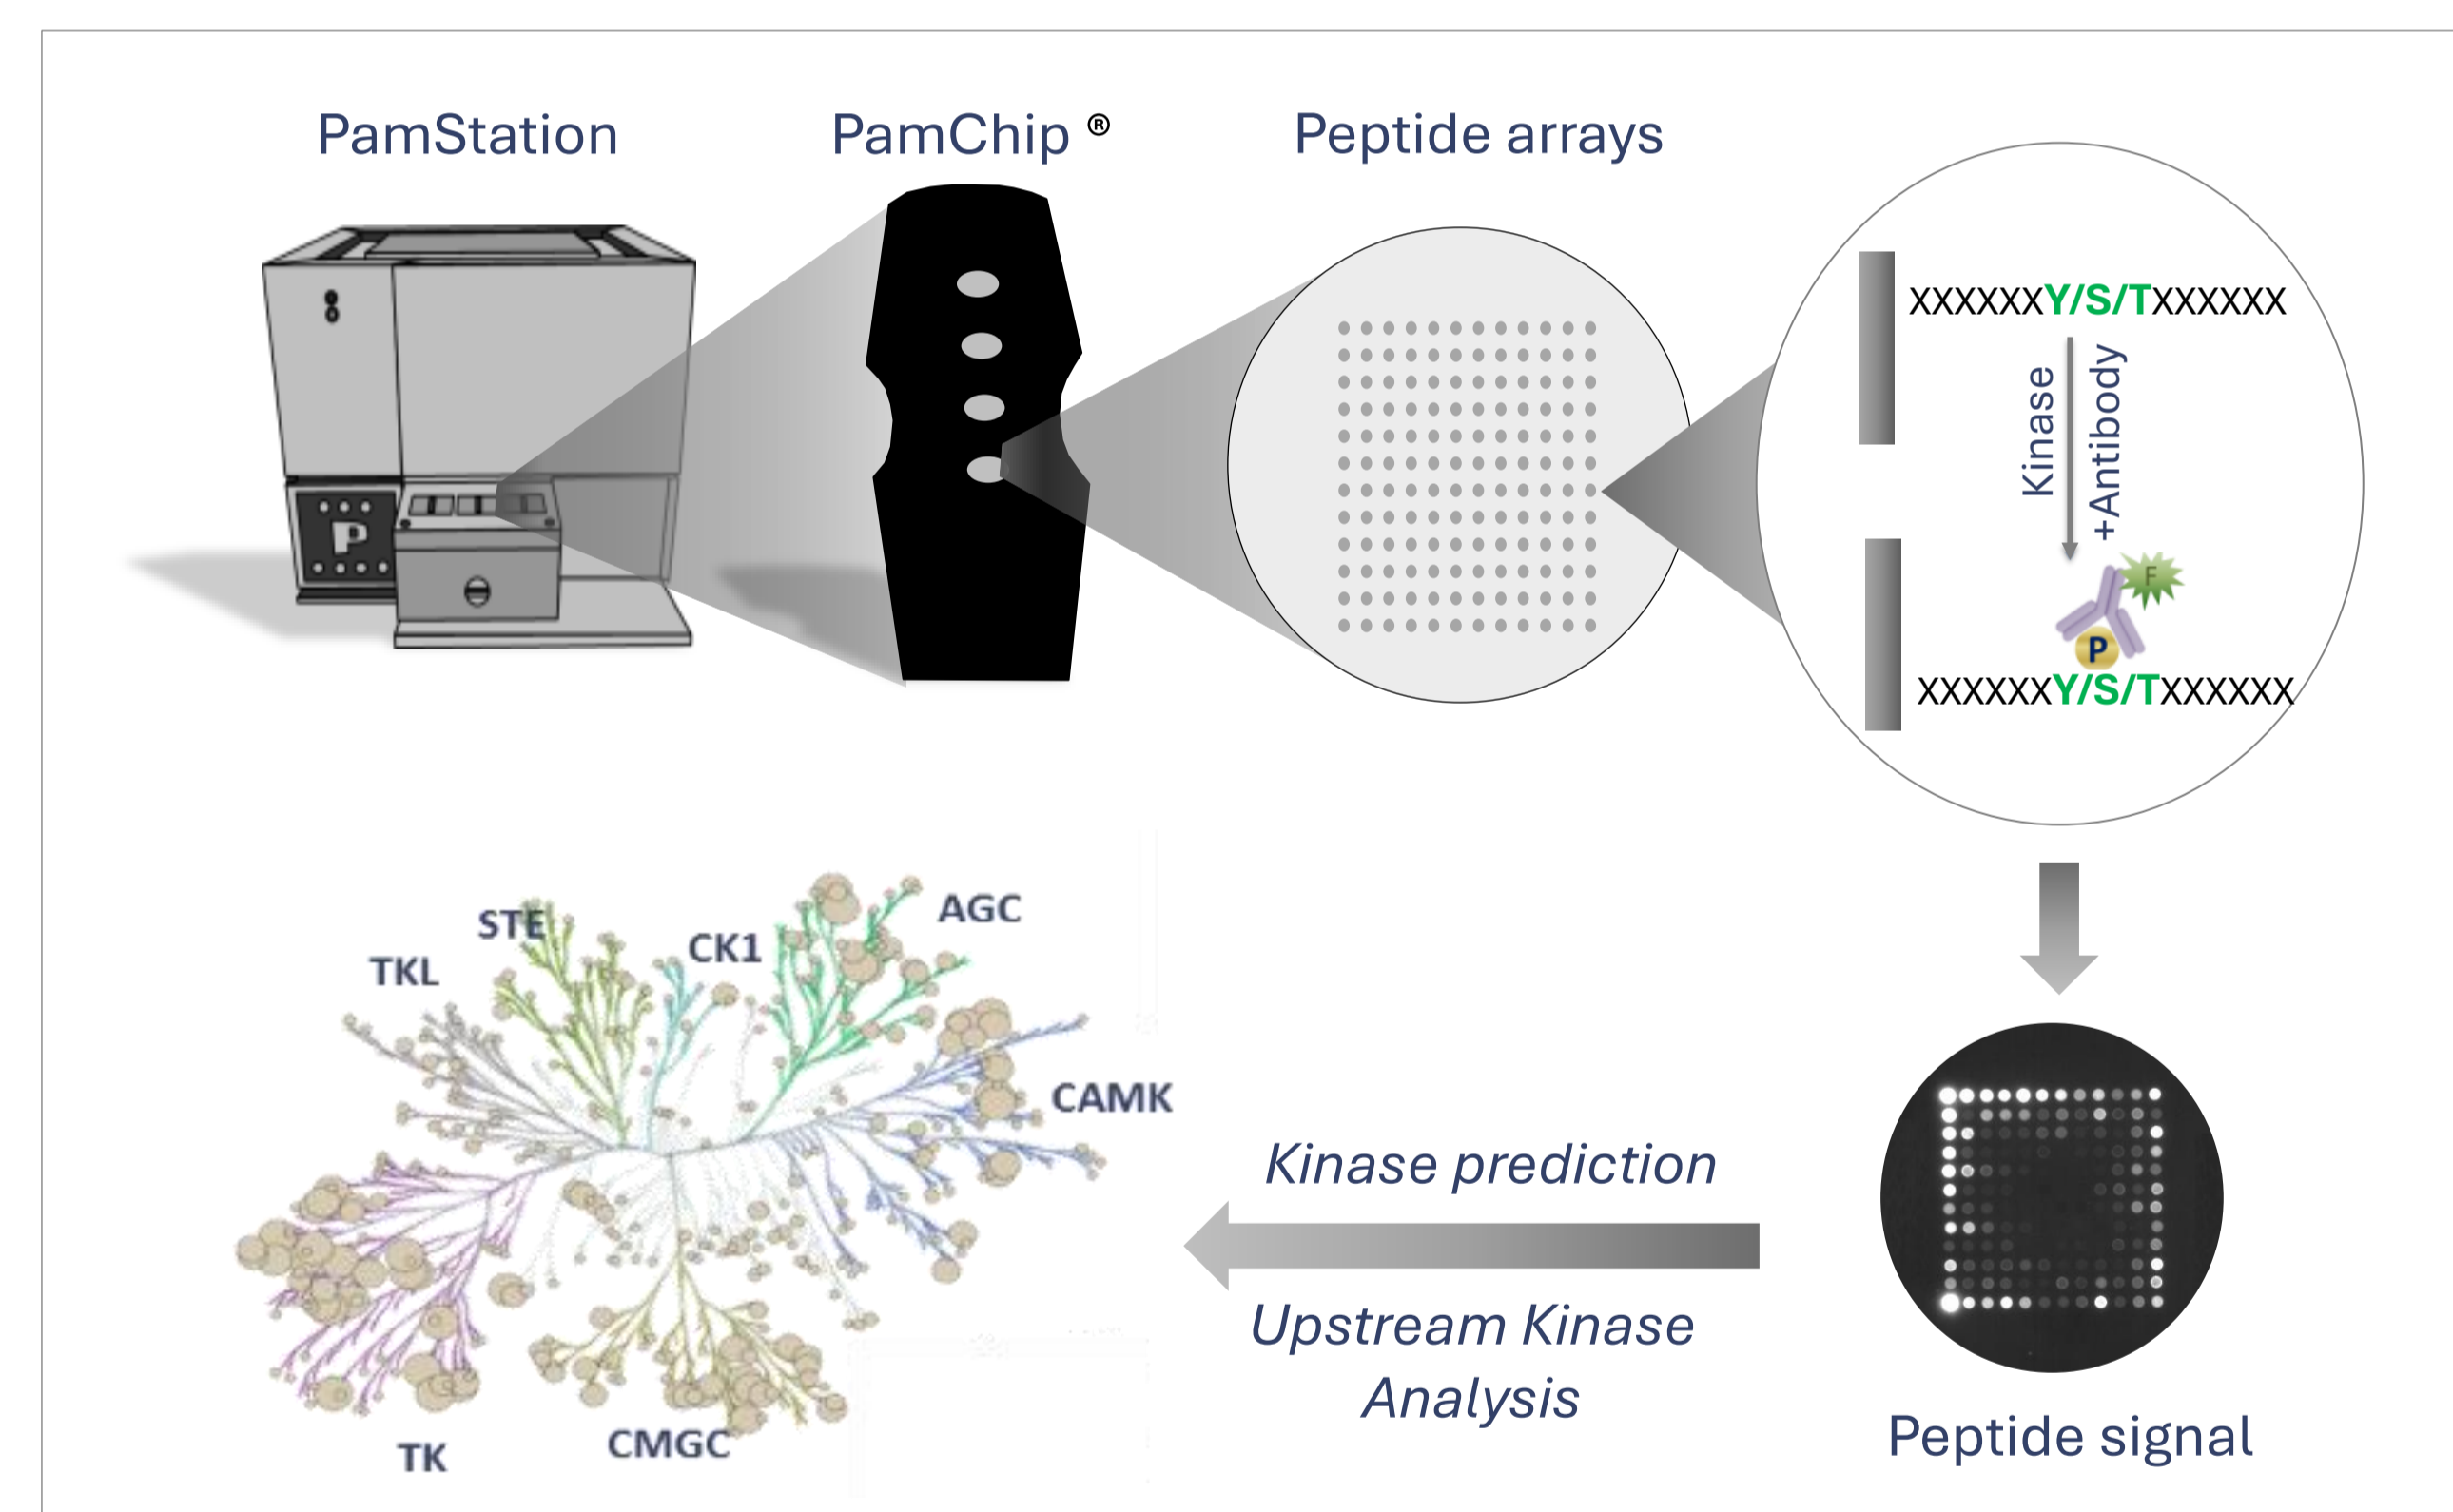 PamStation
PamChip ®
Peptide arrays
XXXXXXY/S/TXXXXXX
Kinase
+Antibody
F
P
XXXXXXY/S/TXXXXXX
P
STE
CK1
AGC
TKL
CAMK
TK
CMGC
Kinase prediction
Upstream Kinase
Analysis
Peptide signal